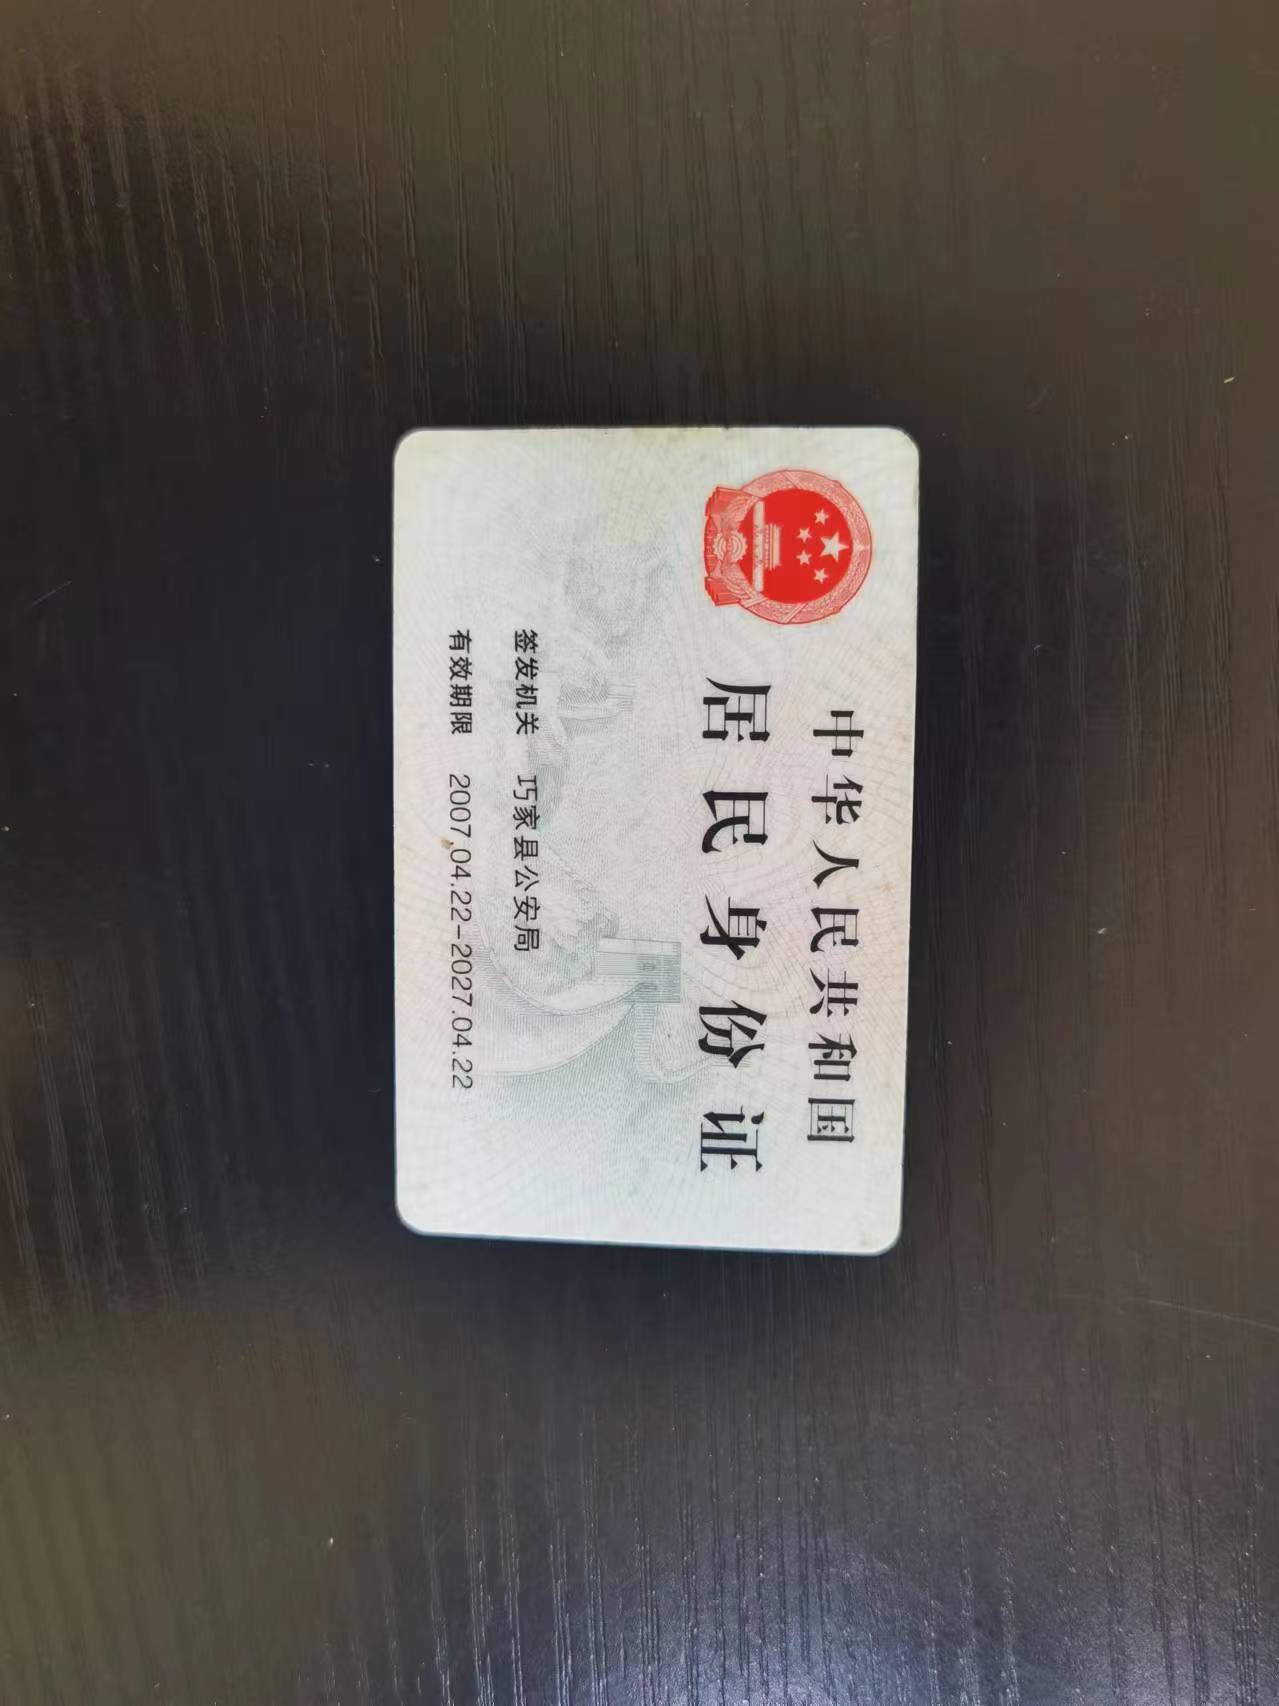 中华人民共和国
居民身份证
签发机关 巧家县公安局
有效期限 2007.04.22-2027.04.22